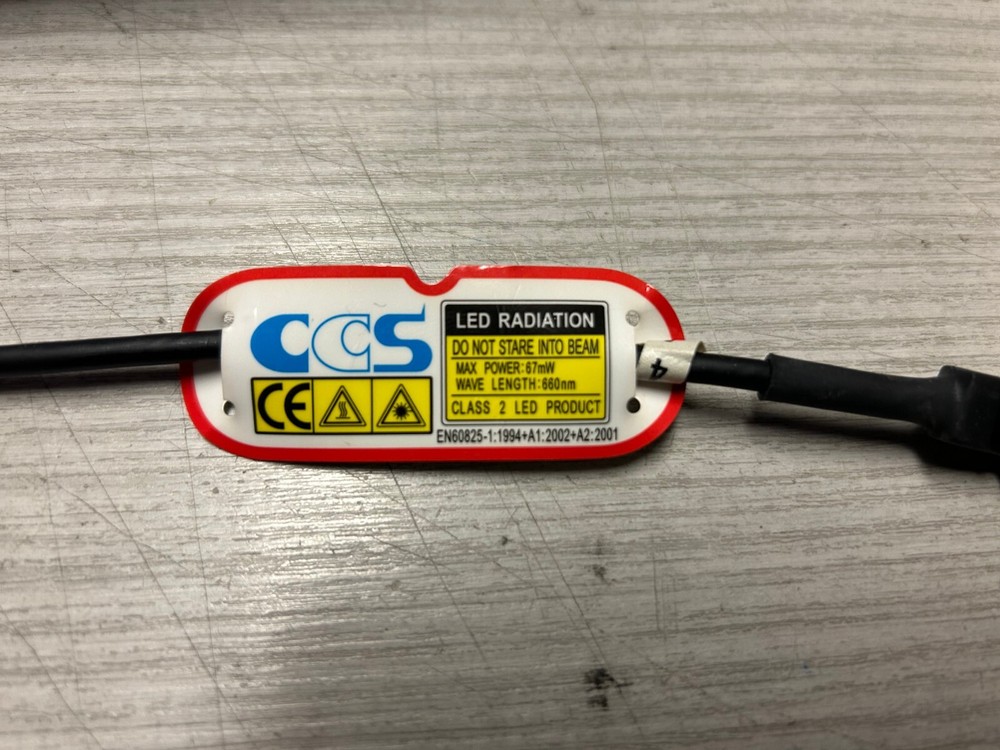 CCS
CE
LED RADIATION
DO NOT STARE INTO BEAM
MAX POWER:67mW
WAVE LENGTH:660nm
CLASS 2 LED PRODUCT
EN60825-1:1994+A1:2002+A2:2001
4